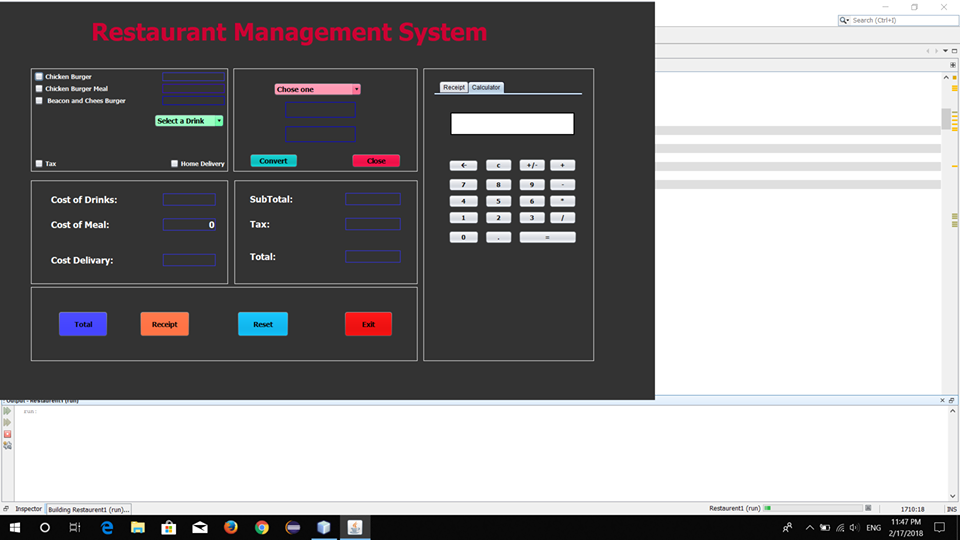 Restaurant Management System
Search (Ctrl+I)
Chicken Burger
Chicken Burger Meal
Beacon and Chees Burger
Select a Drink
Tax
Home Delivery
Chose one
Convert
Close
Receipt
Calculator
← c +/- +
7 8 9 -
4 5 6 *
1 2 3 /
0 . =
Cost of Drinks:
Cost of Meal: 0
Cost Delivary:
SubTotal:
Tax:
Total:
Total
Receipt
Reset
Exit
Output - Restaurent1 (run)
run:
Inspector
Building Restaurent1 (run)...
Restaurent1 (run)
1710:18
INS
ENG
11:47 PM
2/17/2018